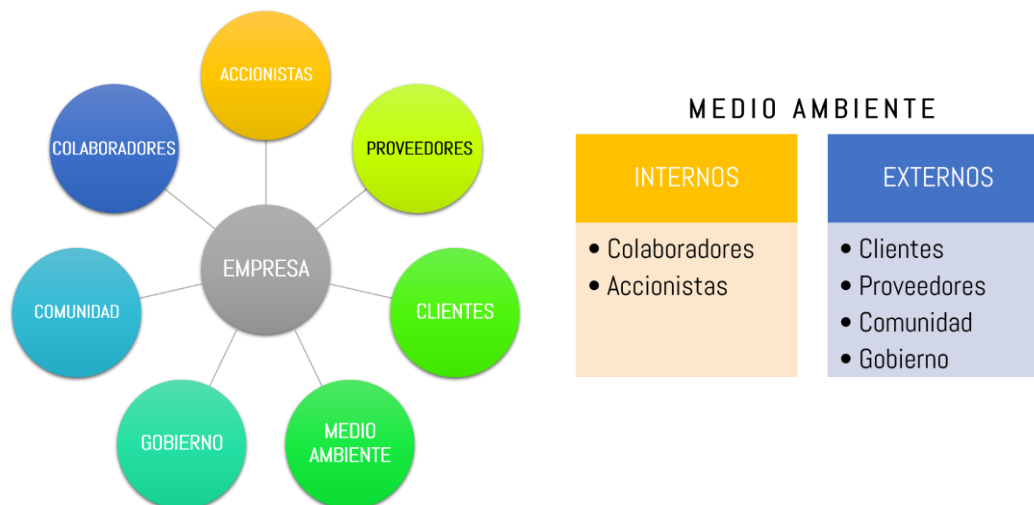 ACCIONISTAS
COLABORADORES
PROVEEDORES
EMPRESA
COMUNIDAD
CLIENTES
GOBIERNO
MEDIO
AMBIENTE
MEDIO AMBIENTE
INTERNOS
• Colaboradores
• Accionistas
EXTERNOS
• Clientes
• Proveedores
• Comunidad
• Gobierno